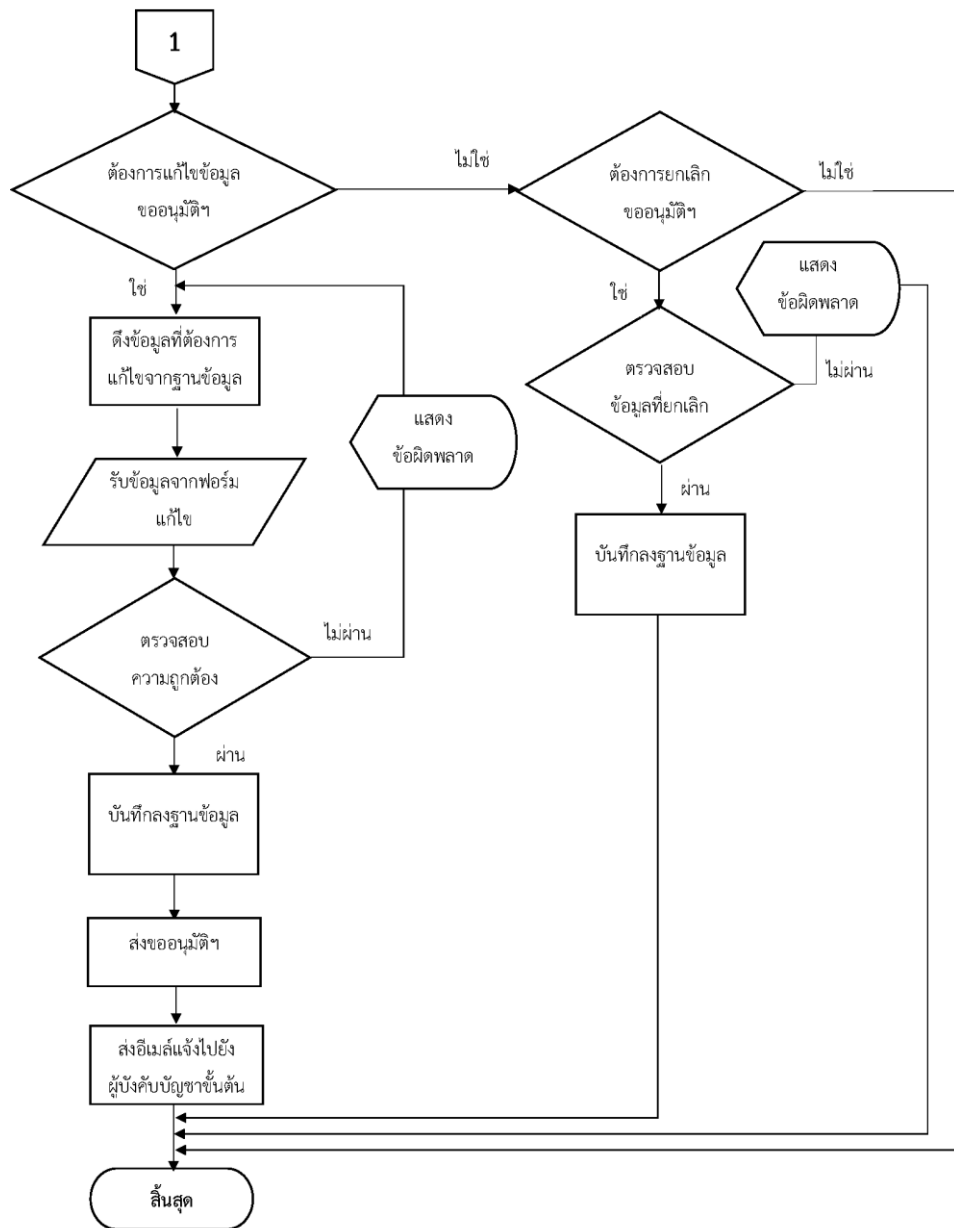 1
ต้องการแก้ไขข้อมูล
ขออนุมัติฯ
ไม่ใช่
ต้องการยกเลิก
ขออนุมัติฯ
ไม่ใช่
ใช่
ดึงข้อมูลที่ต้องการ
แก้ไขจากฐานข้อมูล
รับข้อมูลจากฟอร์ม
แก้ไข
ตรวจสอบ
ความถูกต้อง
ไม่ผ่าน
แสดง
ข้อผิดพลาด
ผ่าน
บันทึกลงฐานข้อมูล
ส่งขออนุมัติฯ
ส่งอีเมล์แจ้งไปยัง
ผู้บังคับบัญชาขั้นต้น
ใช่
ตรวจสอบ
ข้อมูลที่ยกเลิก
ไม่ผ่าน
แสดง
ข้อผิดพลาด
ผ่าน
บันทึกลงฐานข้อมูล
สิ้นสุด